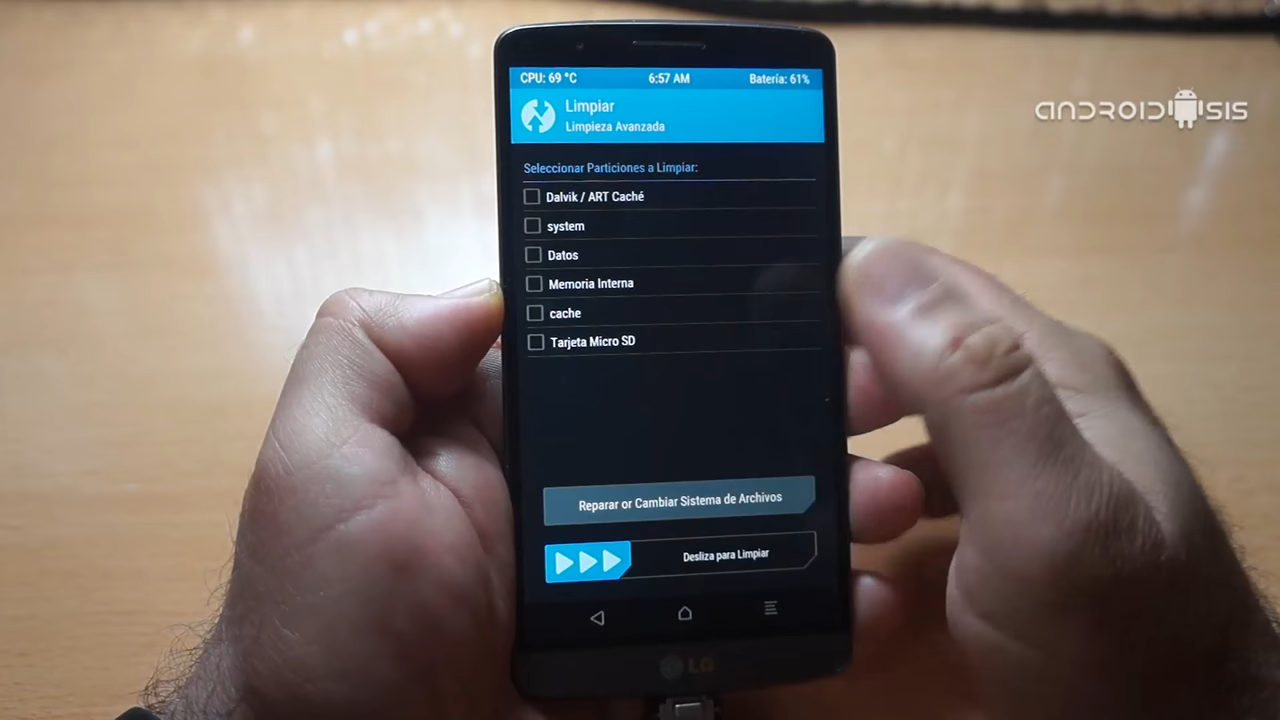 CPU: 69 °C 6:57 AM Batería: 61%
Limpiar
Limpieza Avanzada
ANDROIDSIS
Seleccionar Particiones a Limpiar:
Dalvik / ART Caché
system
Datos
Memoria Interna
cache
Tarjeta Micro SD
Reparar or Cambiar Sistema de Archivos
Desliza para Limpiar
LG